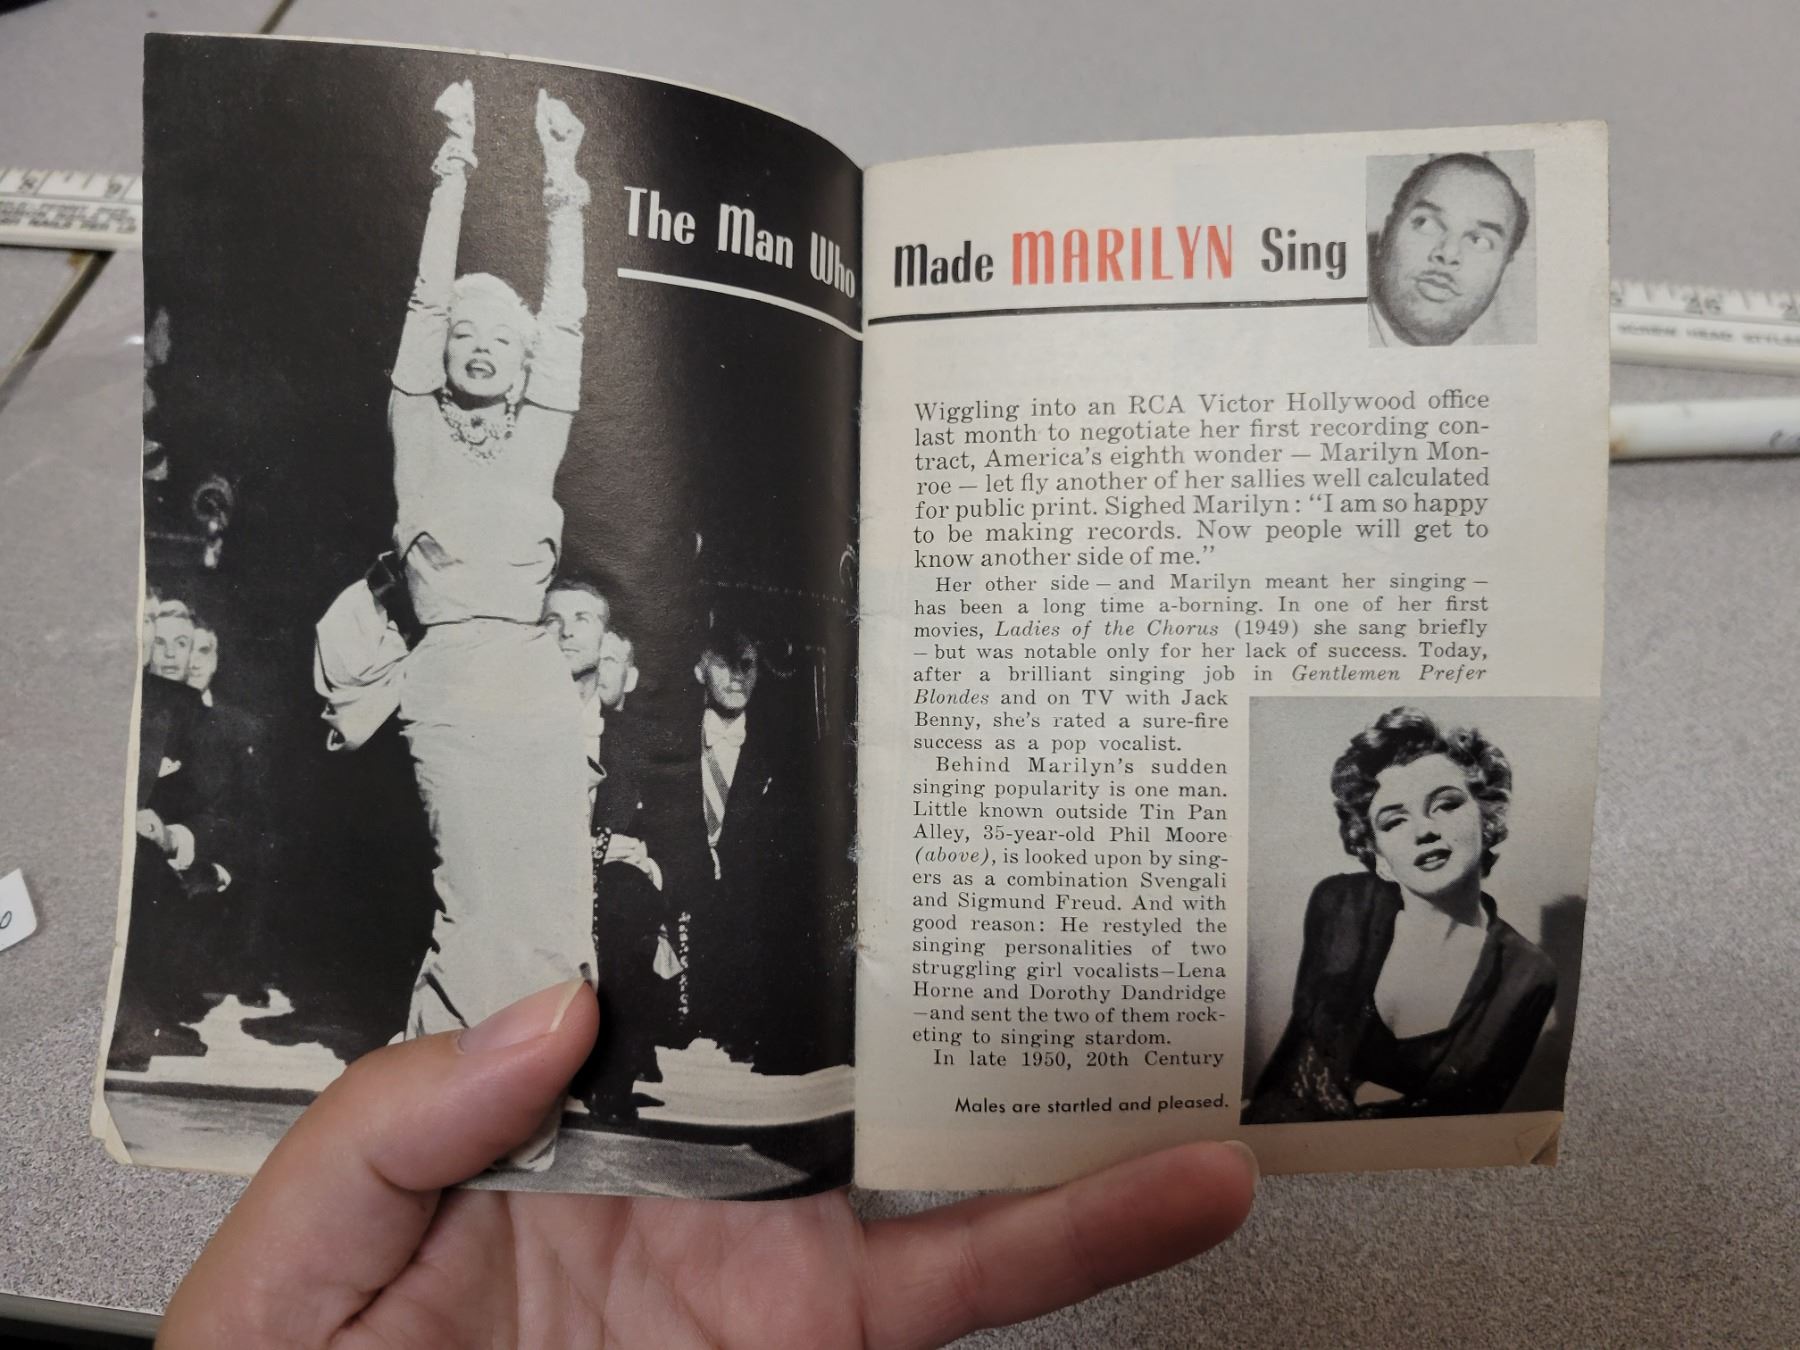 The Man Who
Made MARILYN Sing
Wiggling into an RCA Victor Hollywood office
last month to negotiate her first recording con-
tract, America's eighth wonder — Marilyn Mon-
roe — let fly another of her sallies well calculated
for public print. Sighed Marilyn: "I am so happy
to be making records. Now people will get to
know another side of me."
Her other side — and Marilyn meant her singing —
has been a long time a-borning. In one of her first
movies, Ladies of the Chorus (1949) she sang briefly
— but was notable only for her lack of success. Today,
after a brilliant singing job in Gentlemen Prefer
Blondes and on TV with Jack
Benny, she's rated a sure-fire
success as a pop vocalist.
Behind Marilyn's sudden
singing popularity is one man.
Little known outside Tin Pan
Alley, 35-year-old Phil Moore
(above), is looked upon by sing-
ers as a combination Svengali
and Sigmund Freud. And with
good reason: He restyled the
singing personalities of two
struggling girl vocalists—Lena
Horne and Dorothy Dandridge
—and sent the two of them rock-
eting to singing stardom.
In late 1950, 20th Century
Males are startled and pleased.
8 9
SCREW HEAD STYLES